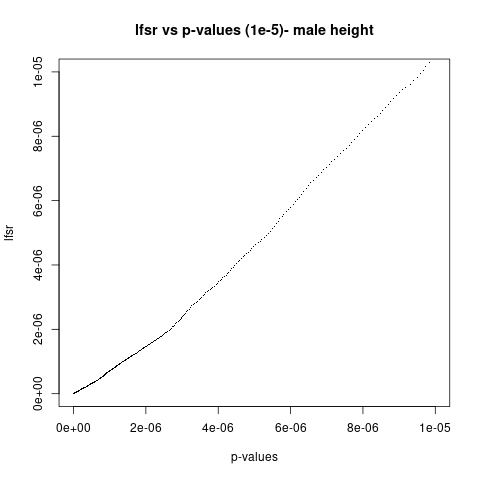 lfsr vs p-values (1e-5)- male height
1e-05
8e-06
6e-06
4e-06
2e-06
0e+00
lfsr
0e+00 2e-06 4e-06 6e-06 8e-06 1e-05
p-values